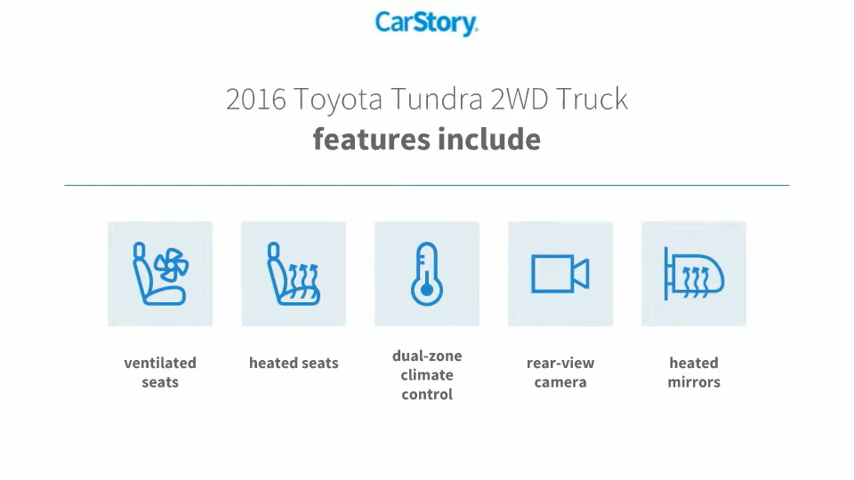 CarStory.
2016 Toyota Tundra 2WD Truck
features include
ventilated
seats
heated seats
dual-zone
climate
control
rear-view
camera
heated
mirrors